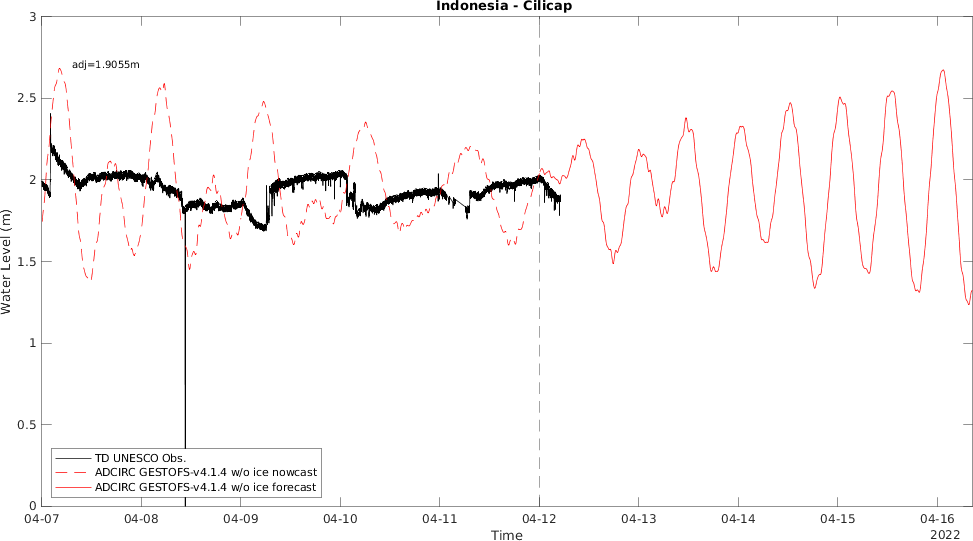 Indonesia - Cilicap
3
2.5
2
1.5
1
0.5
0
Water Level (m)
adj=1.9055m
TD UNESCO Obs.
ADCIRC GESTOFS-v4.1.4 w/o ice nowcast
ADCIRC GESTOFS-v4.1.4 w/o ice forecast
04-07 04-08 04-09 04-10 04-11 04-12 04-13 04-14 04-15 04-16
Time
2022